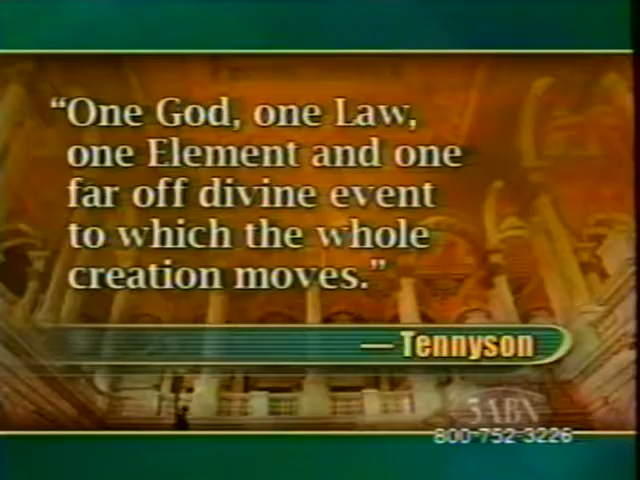 “One God, one Law,
one Element and one
far off divine event
to which the whole
creation moves.”
— Tennyson
3ABN
800-752-3226